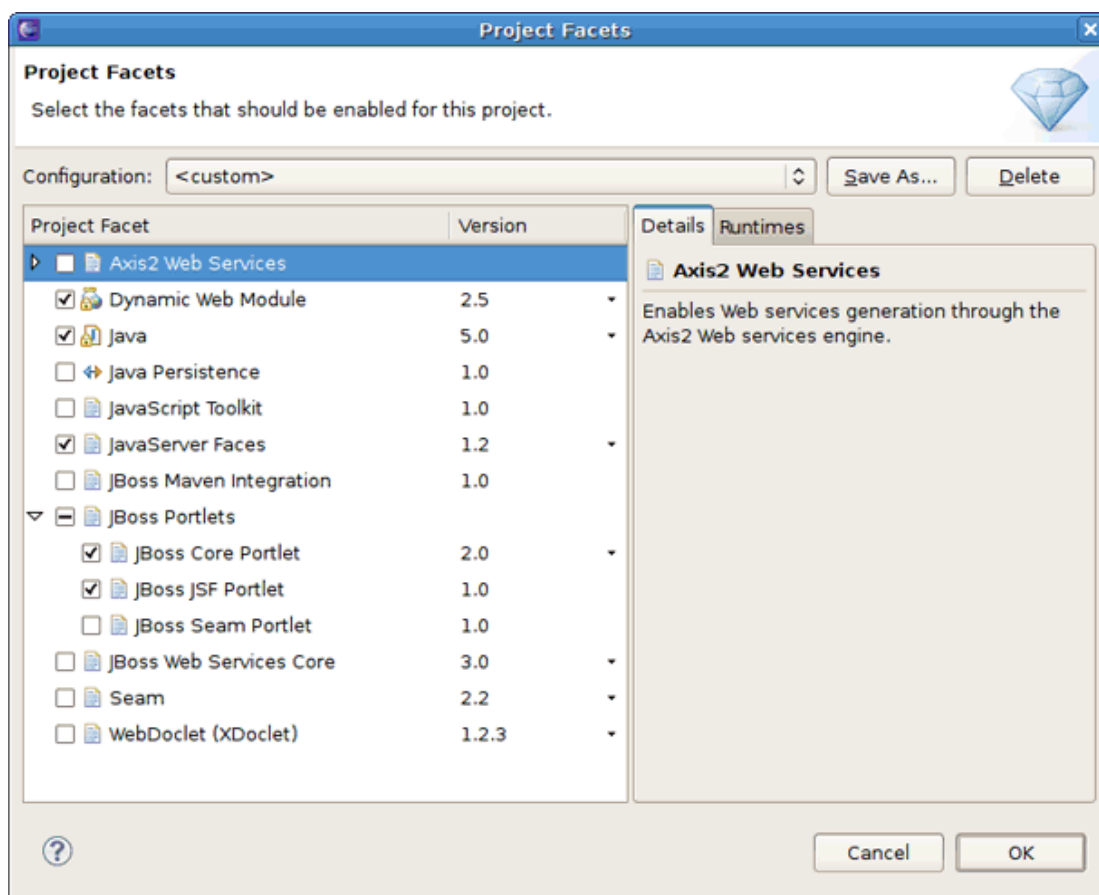 Project Facets
Project Facets
Select the facets that should be enabled for this project.
Configuration: <custom> Save As... Delete
Project Facet Version
Details Runtimes
Axis2 Web Services
Dynamic Web Module 2.5
Java 5.0
Java Persistence 1.0
JavaScript Toolkit 1.0
JavaServer Faces 1.2
JBoss Maven Integration 1.0
JBoss Portlets
JBoss Core Portlet 2.0
JBoss JSF Portlet 1.0
JBoss Seam Portlet 1.0
JBoss Web Services Core 3.0
Seam 2.2
WebDoclet (XDoclet) 1.2.3
Axis2 Web Services
Enables Web services generation through the
Axis2 Web services engine.
?
Cancel OK